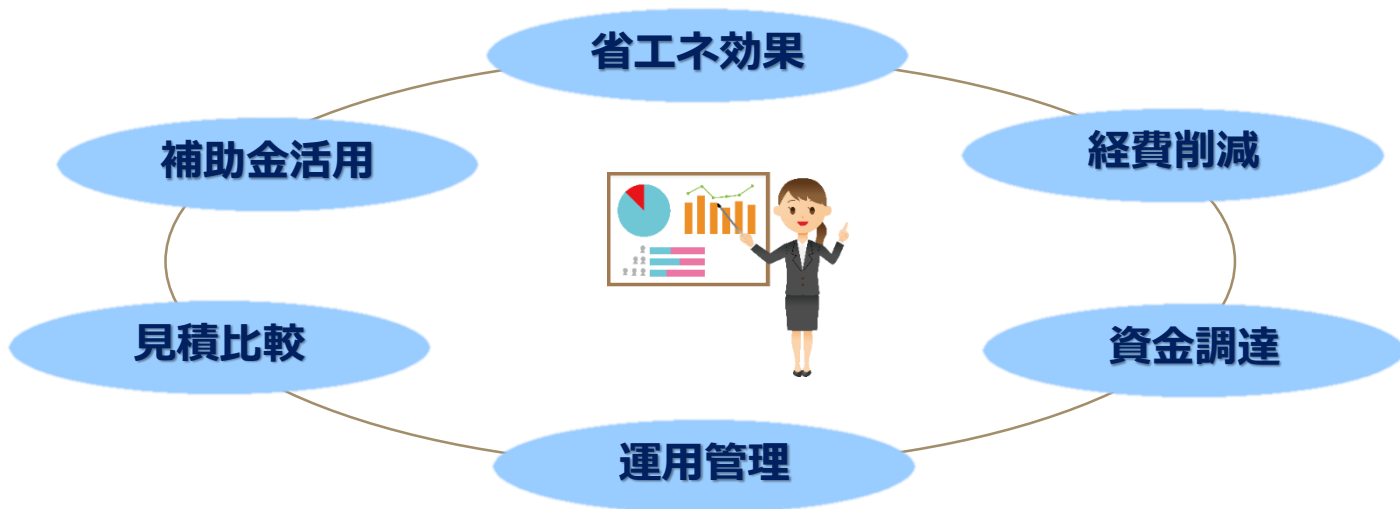 省エネ効果
経費削減
補助金活用
見積比較
資金調達
運用管理